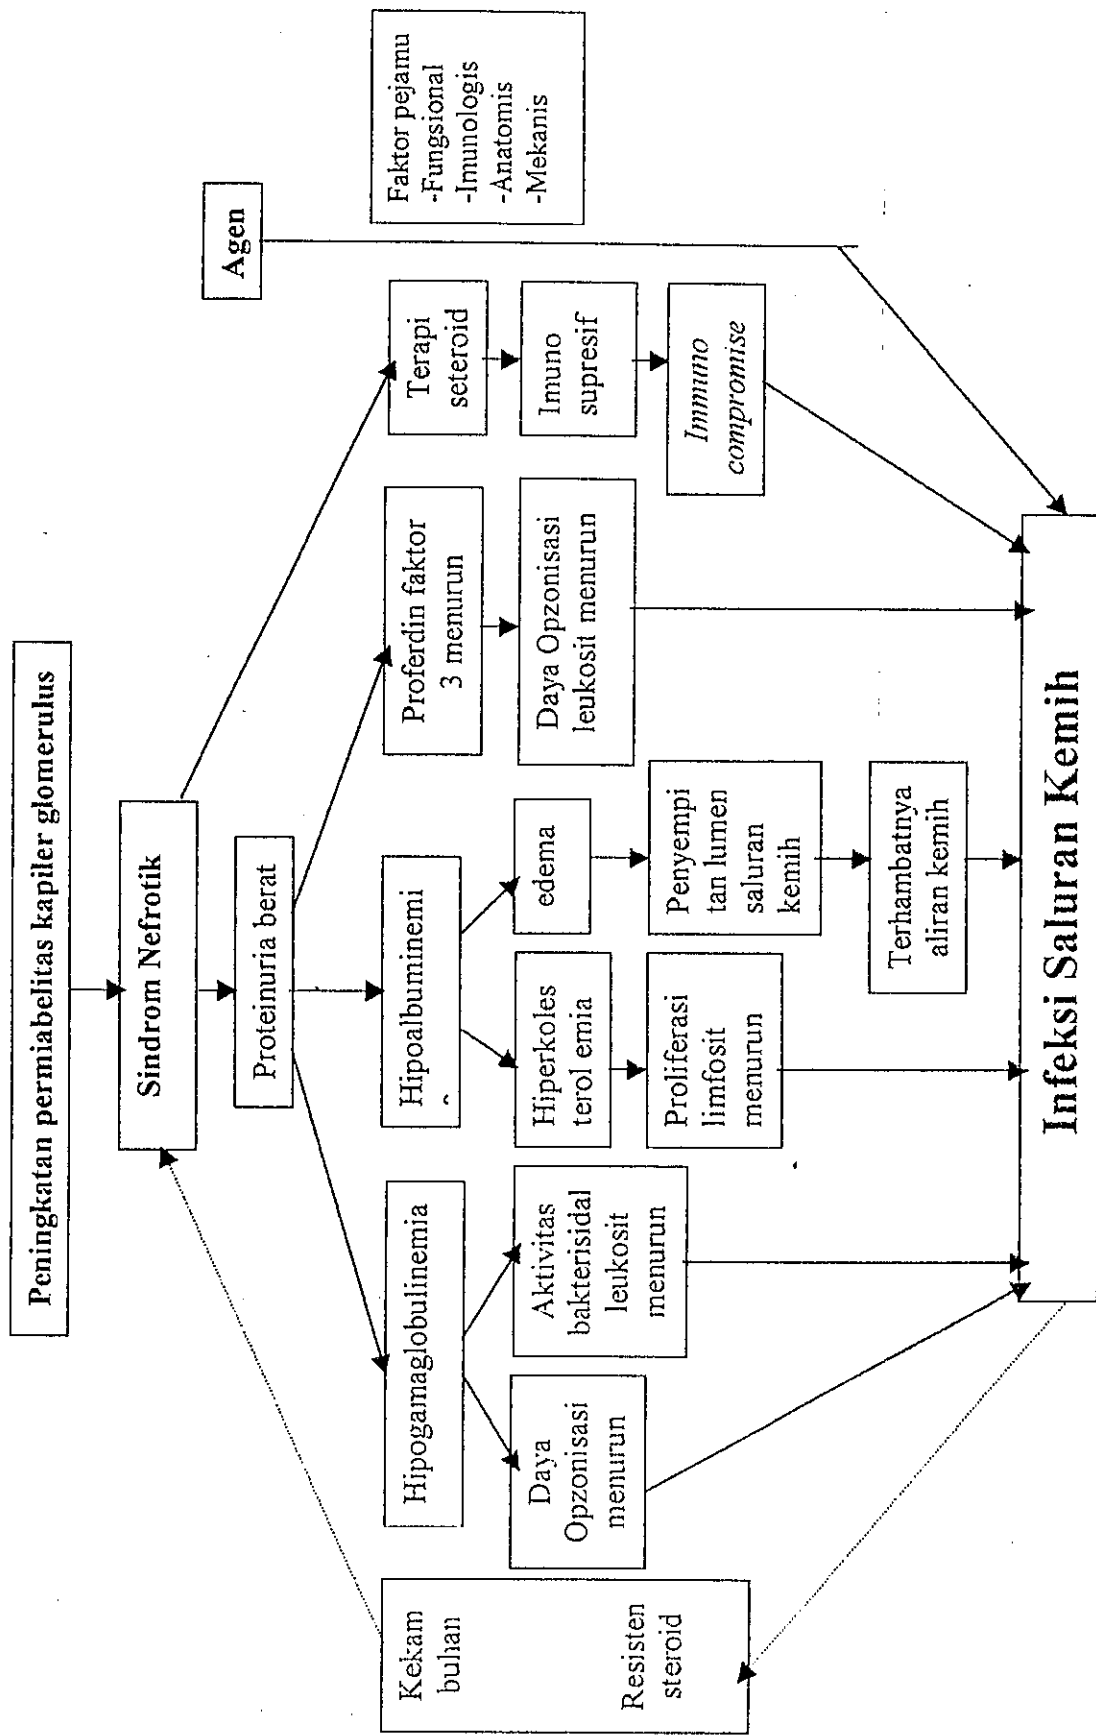 Peningkatan permiabelitas kapiler glomerulus
Sindrom Nefrotik
Agen
Proteinuria berat
Kekam
bulian
Resisten
steroid
Hipogamaglobulinemia
Hipoalbuminemi
Proferdin faktor
3 menurun
Terapi
seteroid
Faktor pejamu
-Fungsional
-Imunologis
-Anatomis
-Mekanis
Daya
Opzonisasi
menurun
Aktivitas
bakterisidal
leukosit
menurun
Hiperkoles
terol emia
edema
Daya Opzonisasi
leukosit menurun
Imuno
supresif
Proliferasi
limfosit
menurun
Penyempi
tan lumen
saluran
kemih
Immuno
compromise
Terhambatnya
aliran kemih
Infeksi Saluran Kemih